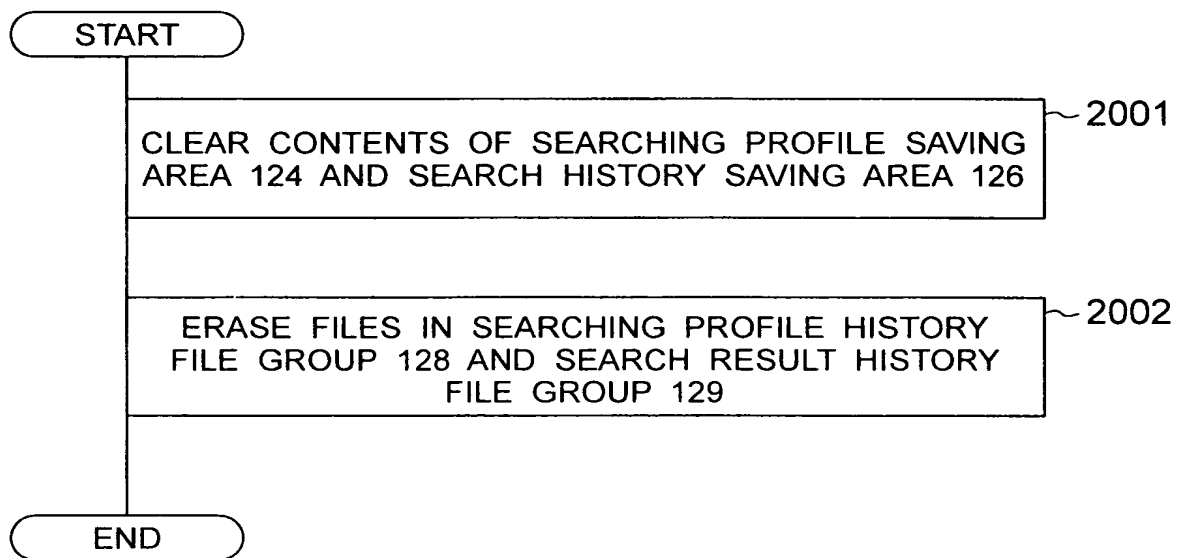 START
2001
CLEAR CONTENTS OF SEARCHING PROFILE SAVING
AREA 124 AND SEARCH HISTORY SAVING AREA 126
2002
ERASE FILES IN SEARCHING PROFILE HISTORY
FILE GROUP 128 AND SEARCH RESULT HISTORY
FILE GROUP 129
END